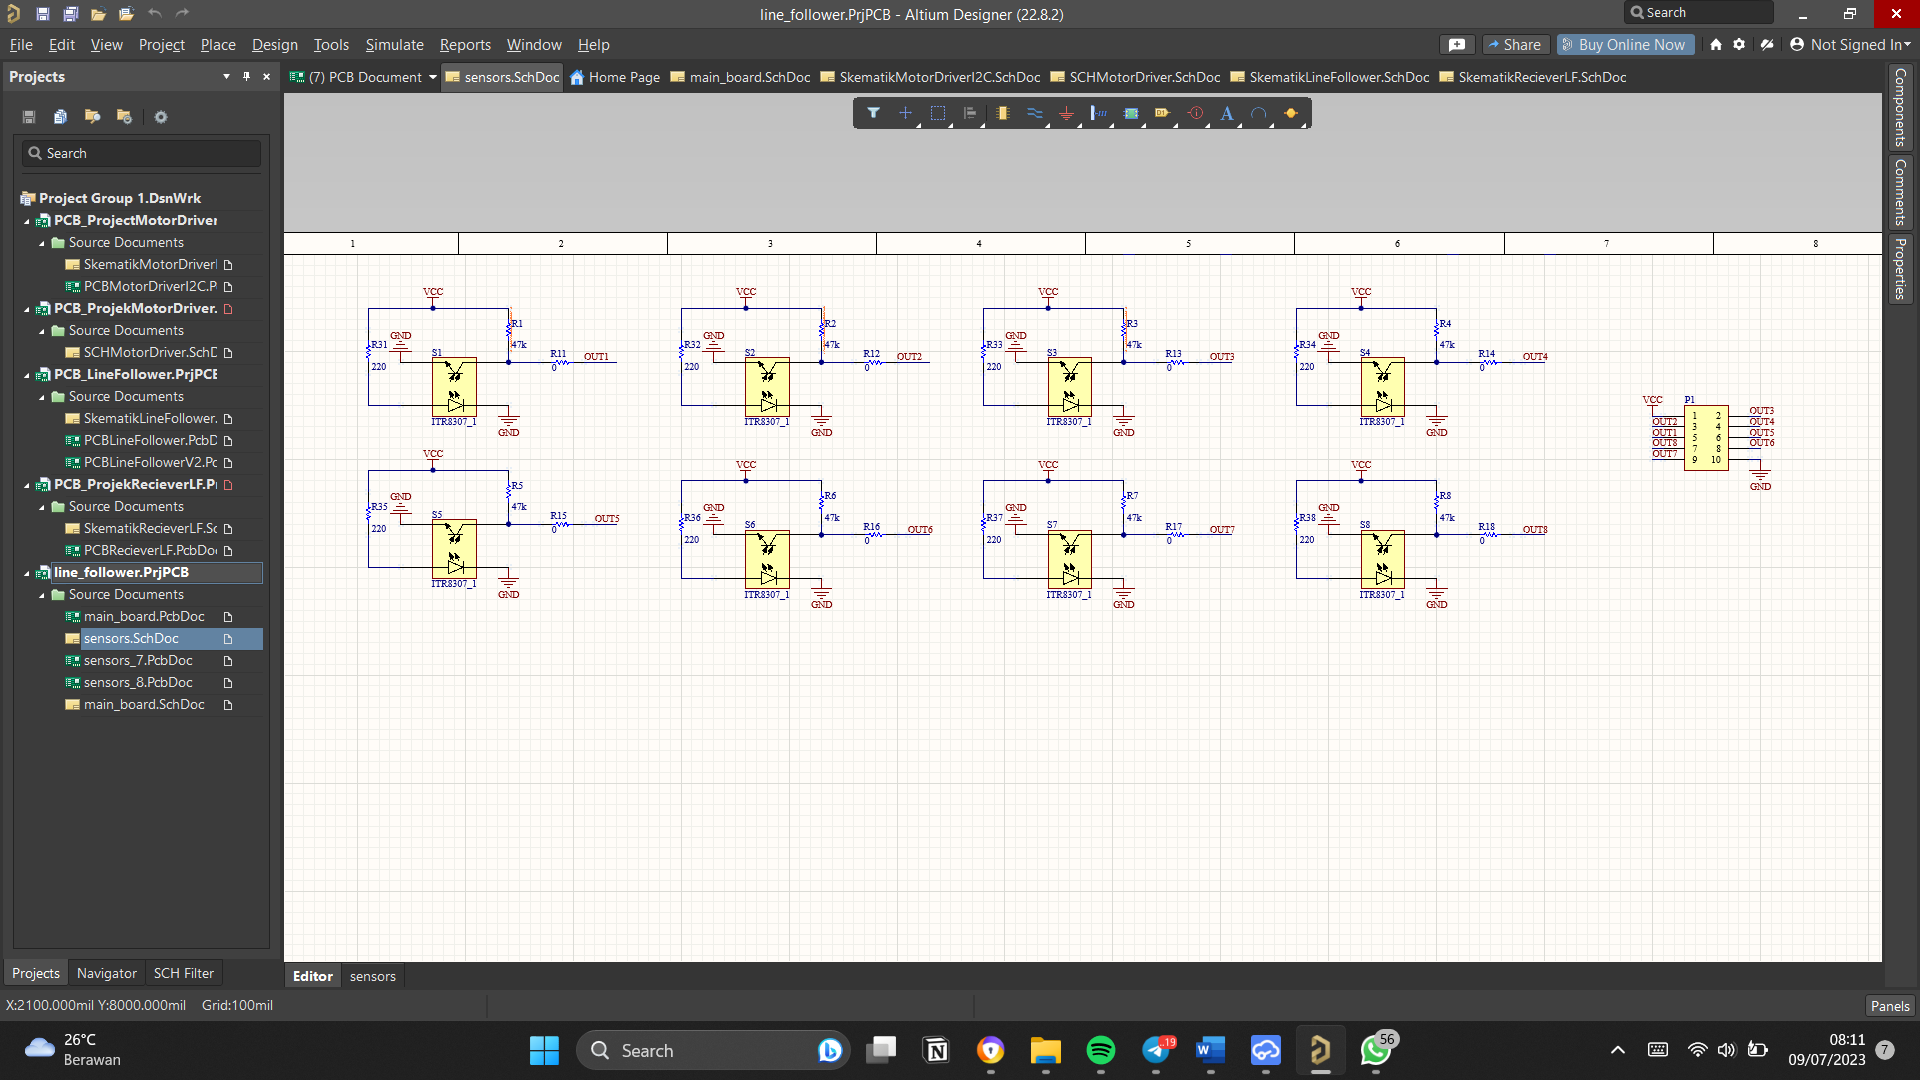 line_follower.PrjPCB - Altium Designer (22.8.2)
Search
File Edit View Project Place Design Tools Simulate Reports Window Help
Share
Buy Online Now
Not Signed In
Projects
(7) PCB Document
sensors.SchDoc
Home Page
main_board.SchDoc
SkematikMotorDriverI2C.SchDoc
SCHMotorDriver.SchDoc
SkematikLineFollower.SchDoc
SkematikRecieverLF.SchDoc
Search
Project Group 1.DsnWrk
PCB_ProjectMotorDriver
Source Documents
SkematikMotorDriverI
PCBMotorDriverI2C.P
PCB_ProjekMotorDriver.
Source Documents
SCHMotorDriver.SchD
PCB_LineFollower.PrjPCB
Source Documents
SkematikLineFollower.
PCBLineFollower.PcbD
PCBLineFollowerV2.Pc
PCB_ProjekRecieverLF.Pr
Source Documents
SkematikRecieverLF.Sc
PCBRecieverLF.PcbDoc
line_follower.PrjPCB
Source Documents
main_board.PcbDoc
sensors.SchDoc
sensors_7.PcbDoc
sensors_8.PcbDoc
main_board.SchDoc
Components
Comments
Properties
1 2 3 4 5 6 7 8
VCC VCC VCC VCC
R1 R2 R3 R4
GND GND GND GND
R31 S1 47k R11 OUT1 R32 S2 47k R12 OUT2 R33 S3 47k R13 OUT3 R34 S4 47k R14 OUT4
220 0 220 0 220 0 220 0
ITR8307_1 ITR8307_1 ITR8307_1 ITR8307_1
GND GND GND GND
VCC P1
1 2 OUT3
OUT2 3 4 OUT4
OUT1 5 6 OUT5
OUT8 7 8 OUT6
OUT7 9 10
GND
VCC VCC VCC VCC
R5 R6 R7 R8
GND GND GND GND
R35 S5 47k R15 OUT5 R36 S6 47k R16 OUT6 R37 S7 47k R17 OUT7 R38 S8 47k R18 OUT8
220 0 220 0 220 0 220 0
ITR8307_1 ITR8307_1 ITR8307_1 ITR8307_1
GND GND GND GND
Projects Navigator SCH Filter
Editor sensors
X:2100.000mil Y:8000.000mil Grid:100mil
Panels
26°C
Berawan
Search
19
56
08:11
09/07/2023
7